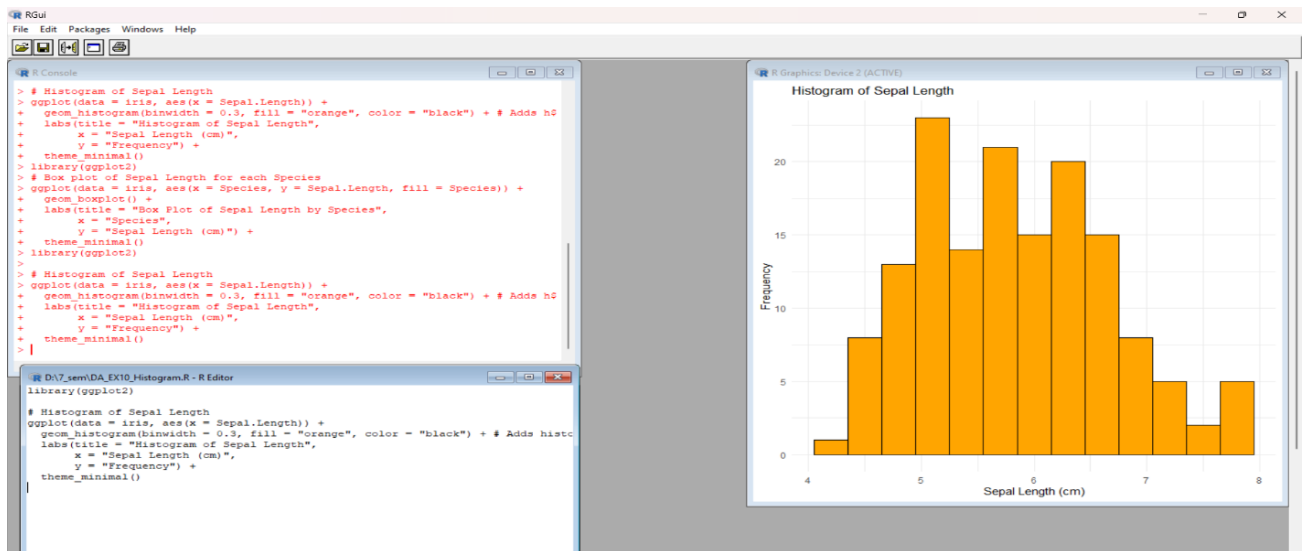 RGui
File Edit Packages Windows Help
R Console
> # Histogram of Sepal Length
> ggplot(data = iris, aes(x = Sepal.Length)) +
+   geom_histogram(binwidth = 0.3, fill = "orange", color = "black") + # Adds h$
+   labs(title = "Histogram of Sepal Length",
+        x = "Sepal Length (cm)",
+        y = "Frequency") +
+   theme_minimal()
> library(ggplot2)
> # Box plot of Sepal Length for each Species
> ggplot(data = iris, aes(x = Species, y = Sepal.Length, fill = Species)) +
+   geom_boxplot() +
+   labs(title = "Box Plot of Sepal Length by Species",
+        x = "Species",
+        y = "Sepal Length (cm)") +
+   theme_minimal()
> library(ggplot2)
>
> # Histogram of Sepal Length
> ggplot(data = iris, aes(x = Sepal.Length)) +
+   geom_histogram(binwidth = 0.3, fill = "orange", color = "black") + # Adds h$
+   labs(title = "Histogram of Sepal Length",
+        x = "Sepal Length (cm)",
+        y = "Frequency") +
+   theme_minimal()
>
D:\7_sem\DA_EX10_Histogram.R - R Editor
library(ggplot2)
# Histogram of Sepal Length
ggplot(data = iris, aes(x = Sepal.Length)) +
  geom_histogram(binwidth = 0.3, fill = "orange", color = "black") + # Adds histo
  labs(title = "Histogram of Sepal Length",
       x = "Sepal Length (cm)",
       y = "Frequency") +
  theme_minimal()
R Graphics: Device 2 (ACTIVE)
Histogram of Sepal Length
20
15
10
5
0
Frequency
4 5 6 7 8
Sepal Length (cm)